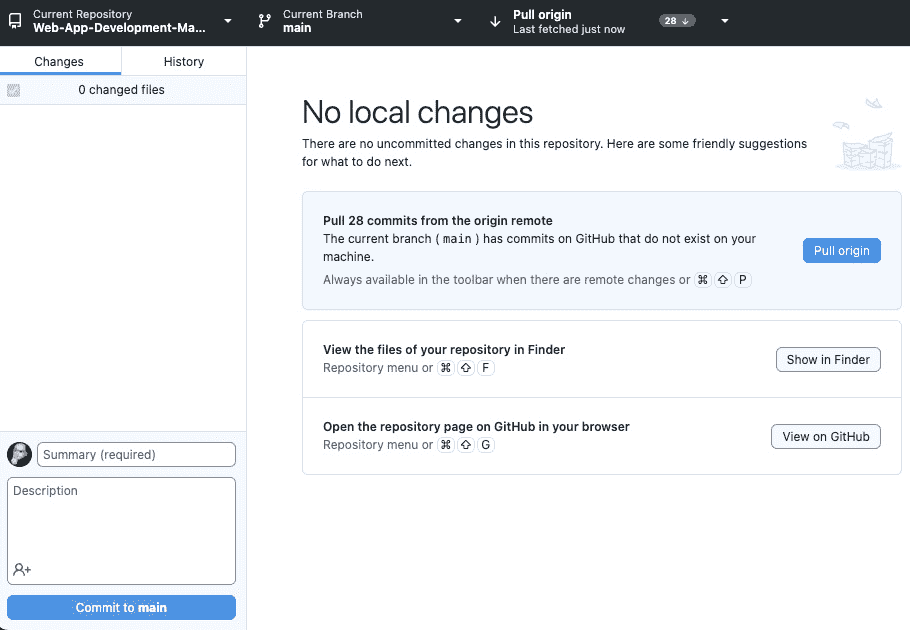 Current Repository
Web-App-Development-Ma...
Current Branch
main
Pull origin
Last fetched just now
28 ↓
Changes
History
0 changed files
No local changes
There are no uncommitted changes in this repository. Here are some friendly suggestions
for what to do next.
Pull 28 commits from the origin remote
The current branch ( main ) has commits on GitHub that do not exist on your
machine.
Always available in the toolbar when there are remote changes or ⌘ ⇧ P
Pull origin
View the files of your repository in Finder
Repository menu or ⌘ ⇧ F
Show in Finder
Open the repository page on GitHub in your browser
Repository menu or ⌘ ⇧ G
View on GitHub
Summary (required)
Description
Commit to main